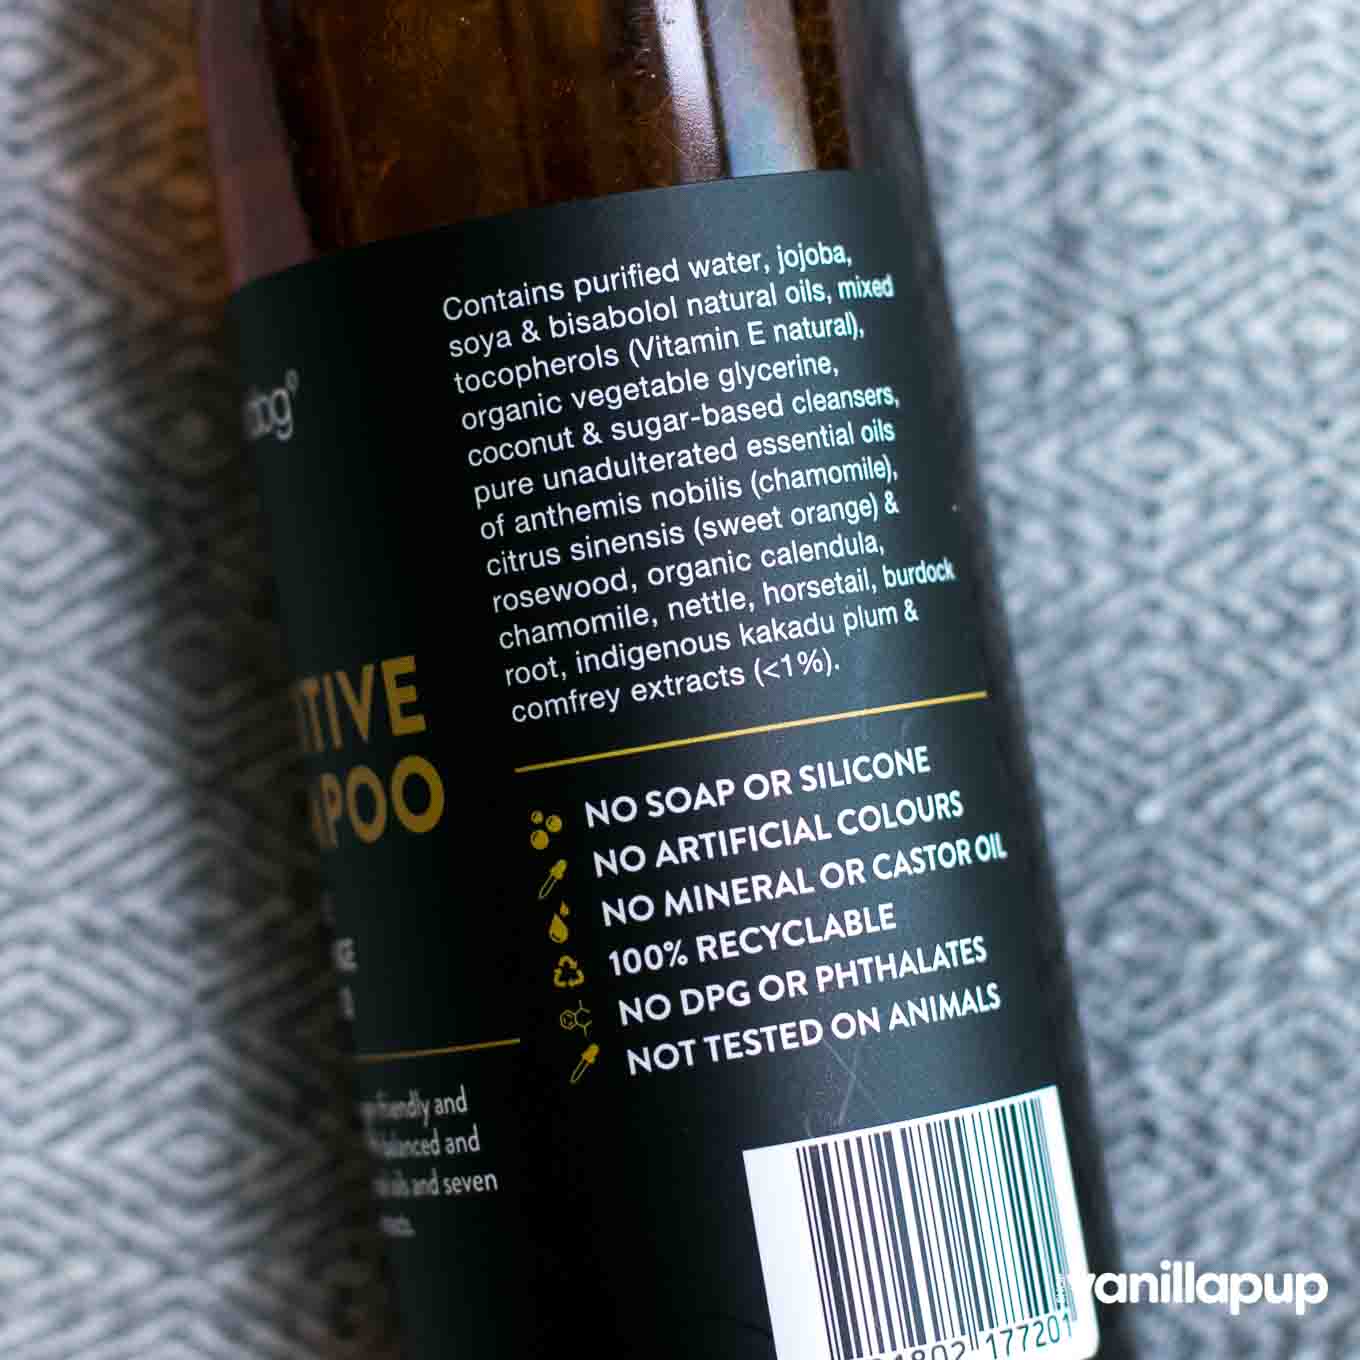 dog
Contains purified water, jojoba,
soya & bisabolol natural oils, mixed
tocopherols (Vitamin E natural),
organic vegetable glycerine,
coconut & sugar-based cleansers,
pure unadulterated essential oils
of anthemis nobilis (chamomile),
citrus sinensis (sweet orange) &
rosewood, organic calendula,
chamomile, nettle, horsetail, burdock
root, indigenous kakadu plum &
comfrey extracts (<1%).
TIVE
POO
NO SOAP OR SILICONE
NO ARTIFICIAL COLOURS
NO MINERAL OR CASTOR OIL
100% RECYCLABLE
NO DPG OR PHTHALATES
NOT TESTED ON ANIMALS
friendly and
balanced and
oils and seven
1802 177201
vanillapup